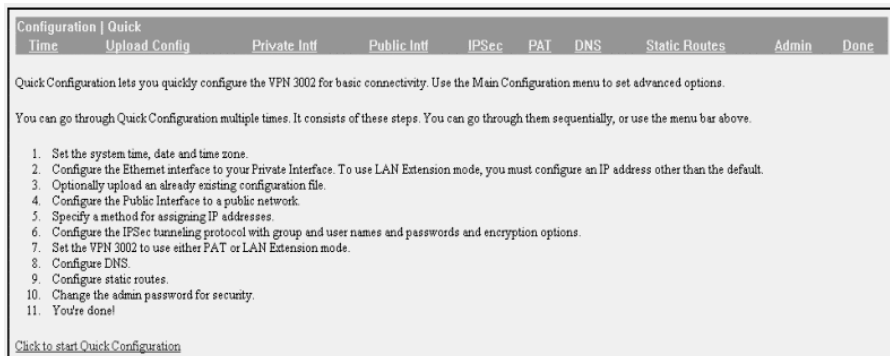 Configuration | Quick
Time Upload Config Private Intf Public Intf IPSec PAT DNS Static Routes Admin Done
Quick Configuration lets you quickly configure the VPN 3002 for basic connectivity. Use the Main Configuration menu to set advanced options.
You can go through Quick Configuration multiple times. It consists of these steps. You can go through them sequentially, or use the menu bar above.
1. Set the system time, date and time zone.
2. Configure the Ethernet interface to your Private Interface. To use LAN Extension mode, you must configure an IP address other than the default.
3. Optionally upload an already existing configuration file.
4. Configure the Public Interface to a public network.
5. Specify a method for assigning IP addresses.
6. Configure the IPSec tunneling protocol with group and user names and passwords and encryption options.
7. Set the VPN 3002 to use either PAT or LAN Extension mode.
8. Configure DNS.
9. Configure static routes.
10. Change the admin password for security.
11. You're done!
Click to start Quick Configuration